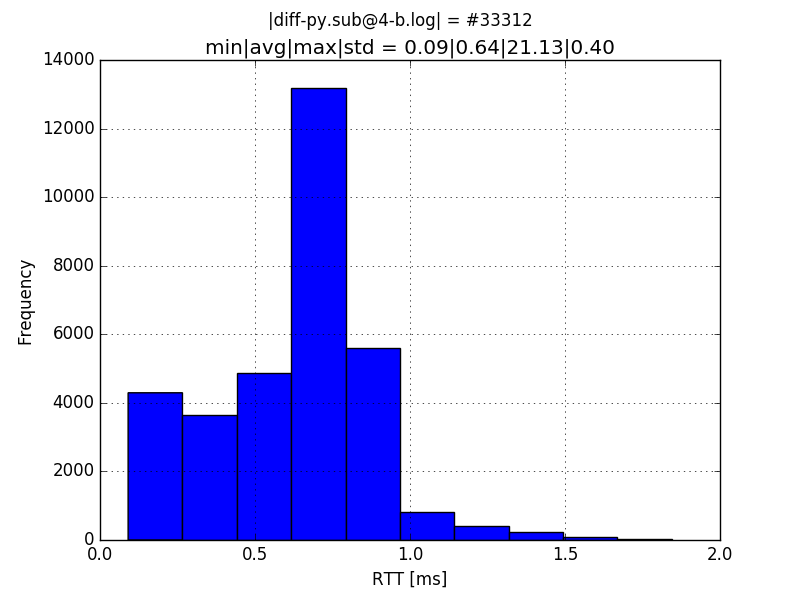 |diff-py.sub@4-b.log| = #33312
min|avg|max|std = 0.09|0.64|21.13|0.40
14000
12000
10000
8000
6000
4000
2000
0
Frequency
0.0 0.5 1.0 1.5 2.0
RTT [ms]